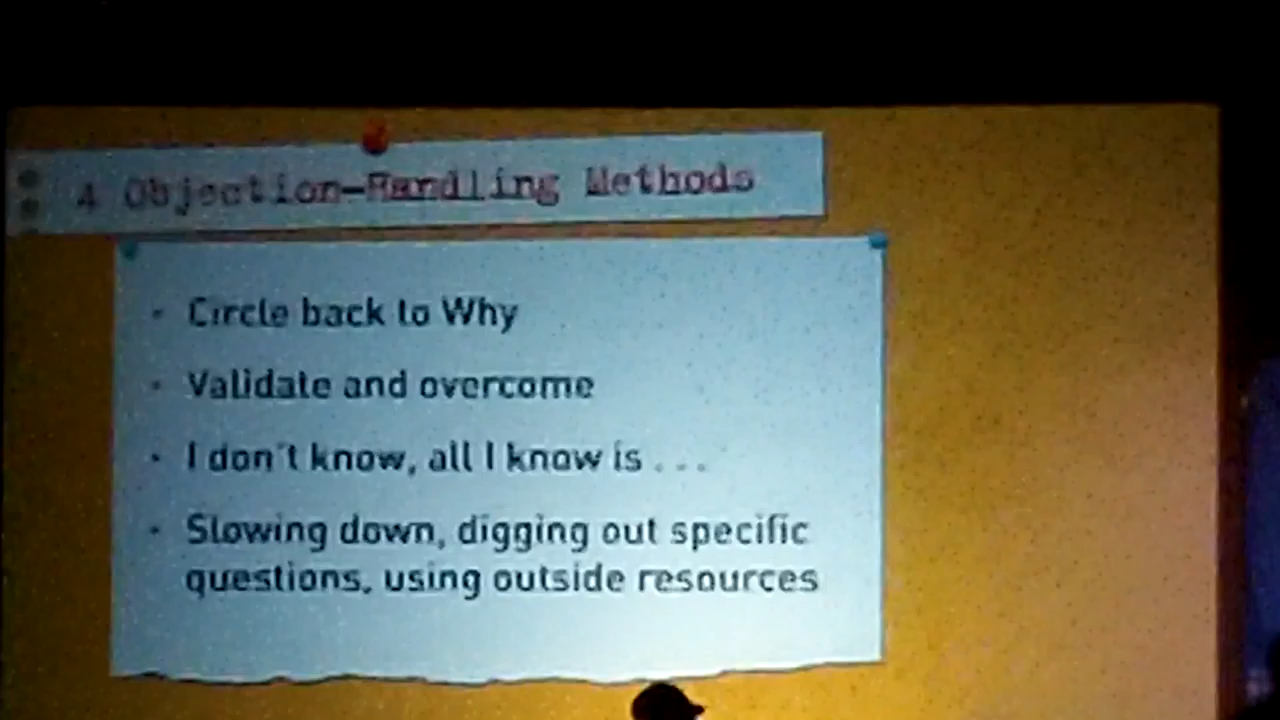 4 Objection-Handling Methods
• Circle back to Why
• Validate and overcome
• I don't know, all I know is . . .
• Slowing down, digging out specific
questions, using outside resources